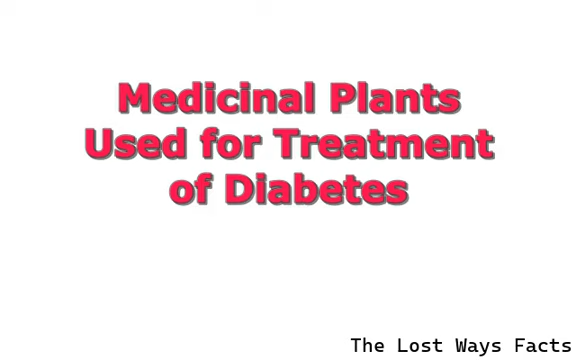 Medicinal Plants
Used for Treatment
of Diabetes
The Lost Ways Facts